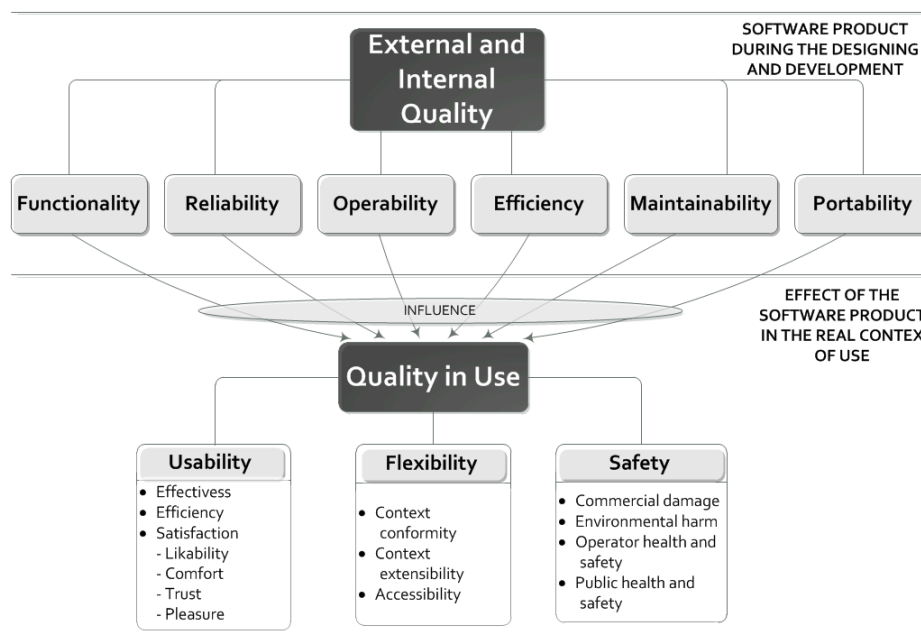 SOFTWARE PRODUCT
DURING THE DESIGNING
AND DEVELOPMENT
External and
Internal
Quality
Functionality
Reliability
Operability
Efficiency
Maintainability
Portability
INFLUENCE
EFFECT OF THE
SOFTWARE PRODUCT
IN THE REAL CONTEX
OF USE
Quality in Use
Usability
• Effectivess
• Efficiency
• Satisfaction
- Likability
- Comfort
- Trust
- Pleasure
Flexibility
• Context
conformity
• Context
extensibility
• Accessibility
Safety
• Commercial damage
• Environmental harm
• Operator health and
safety
• Public health and
safety